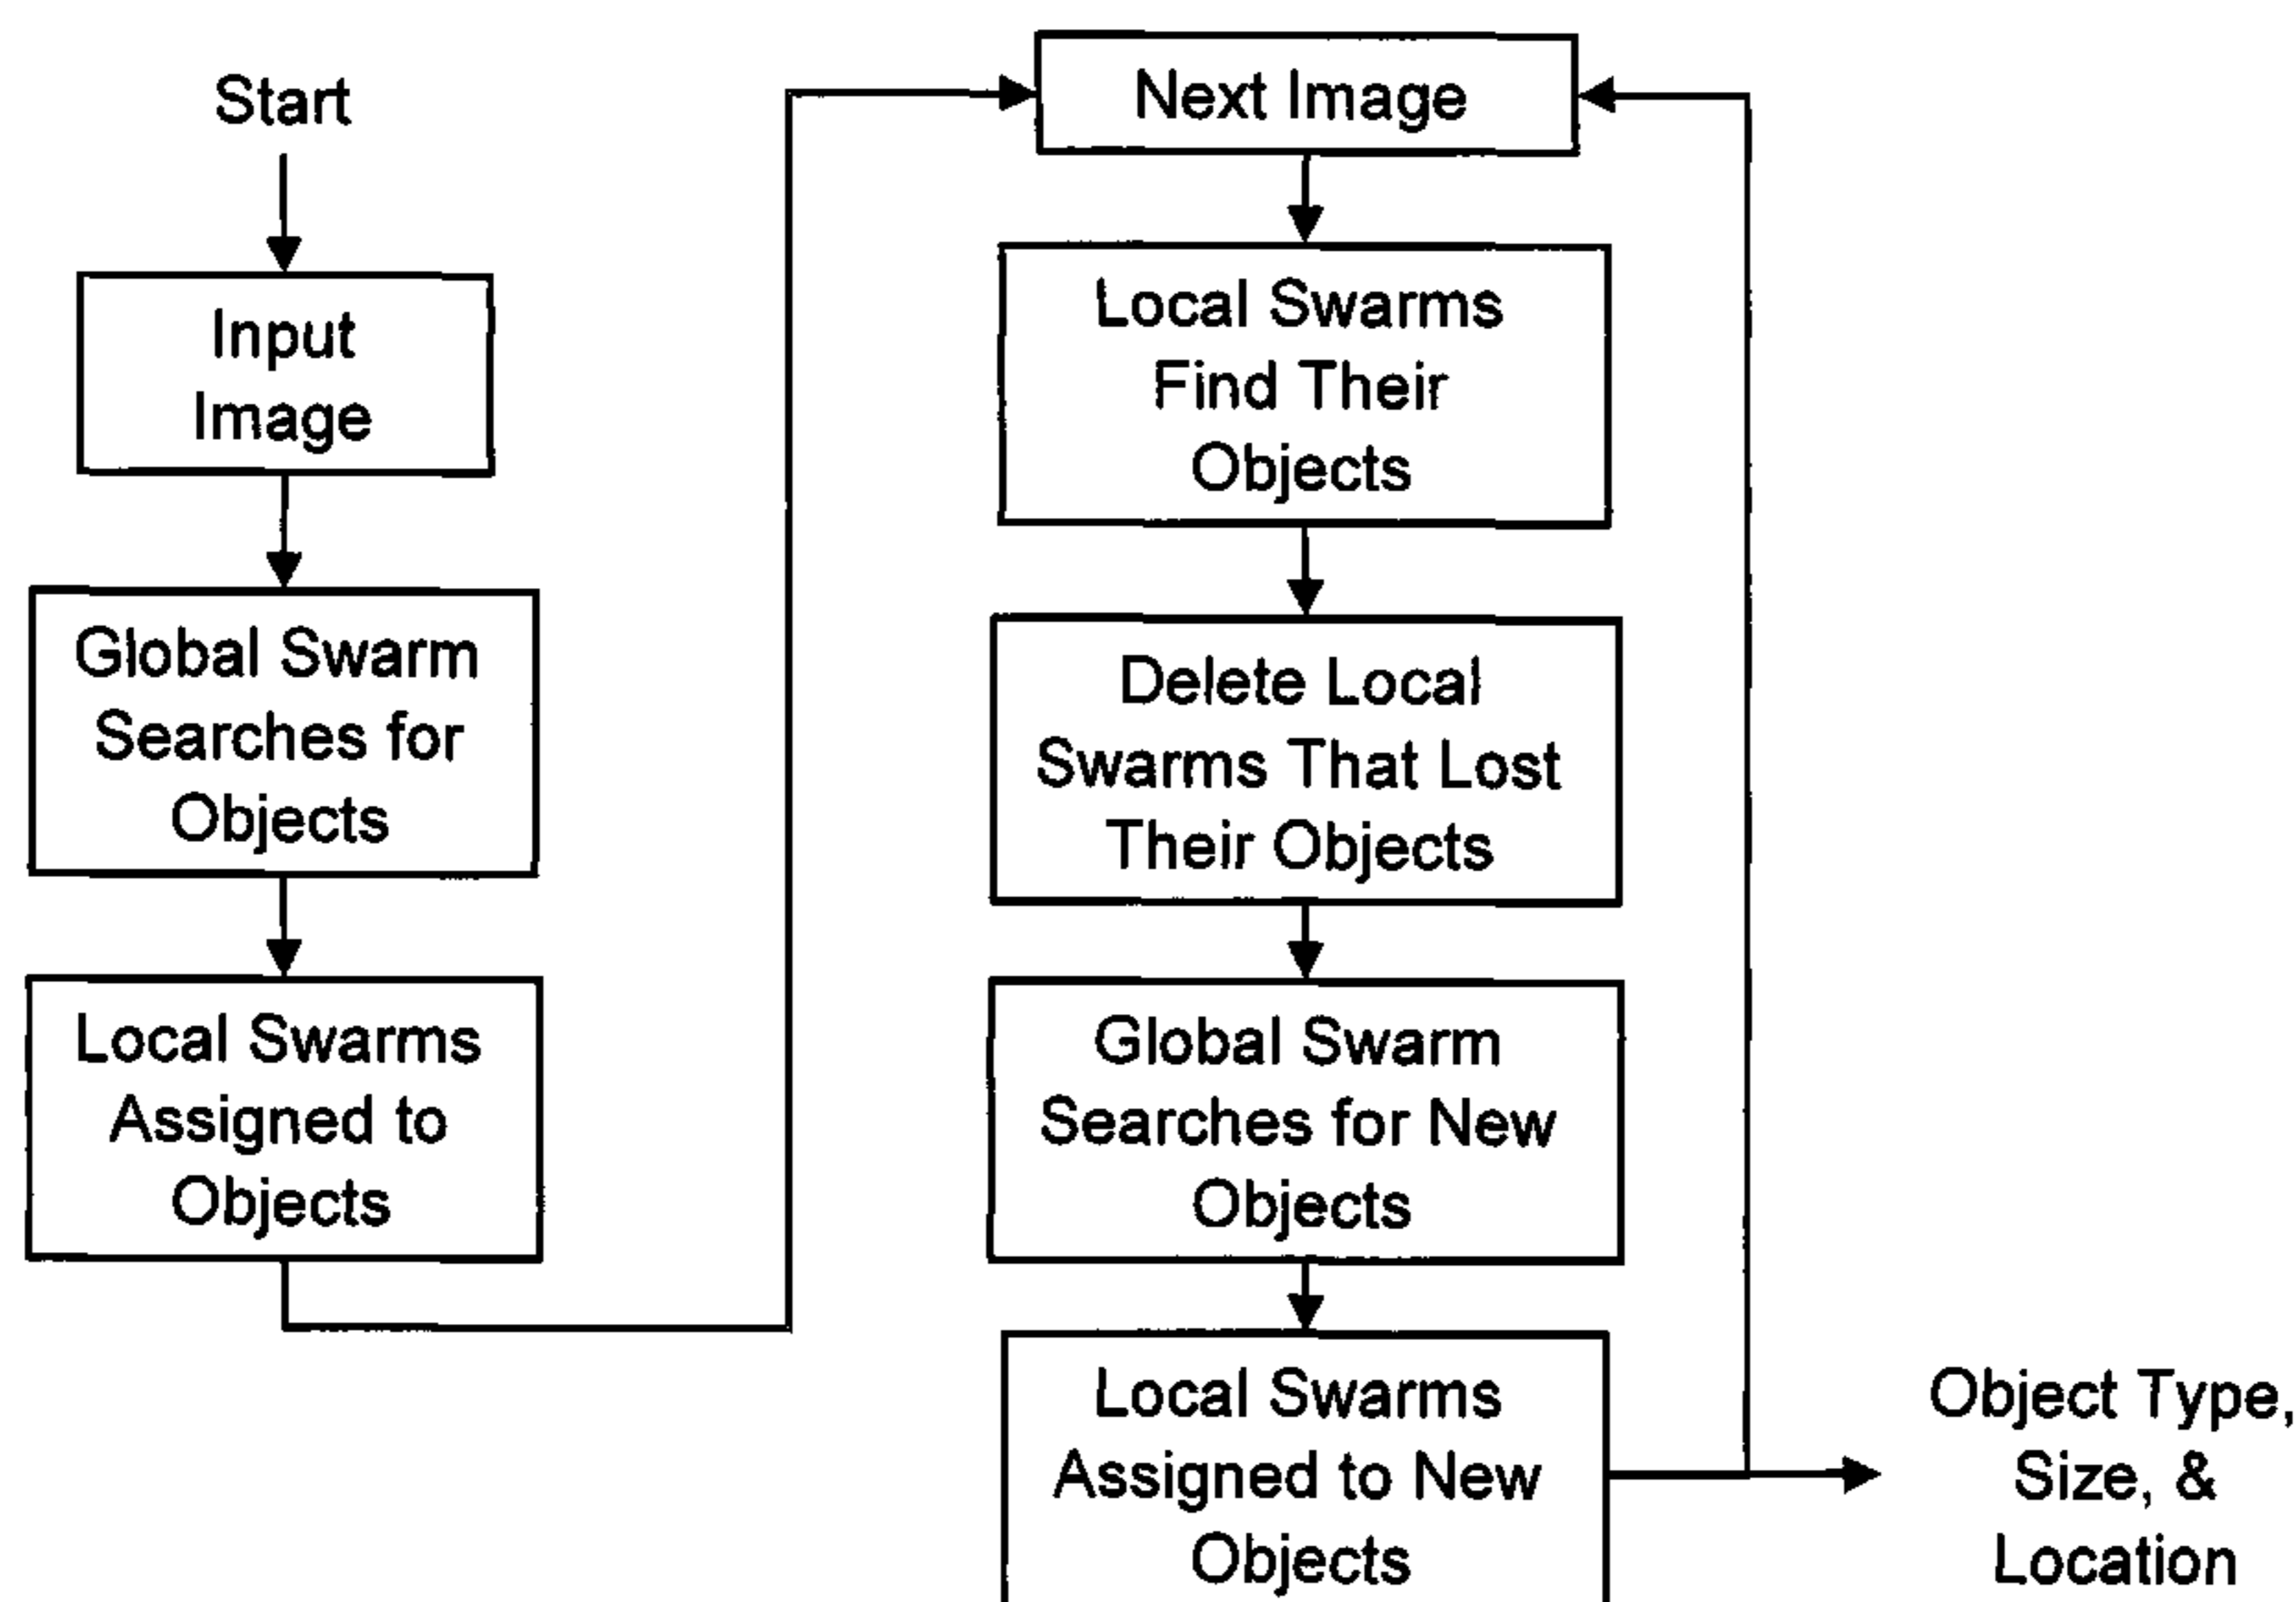 Start
Input
Image
Global Swarm
Searches for
Objects
Local Swarms
Assigned to
Objects
Next Image
Local Swarms
Find Their
Objects
Delete Local
Swarms That Lost
Their Objects
Global Swarm
Searches for New
Objects
Local Swarms
Assigned to New
Objects
Object Type,
Size, &
Location